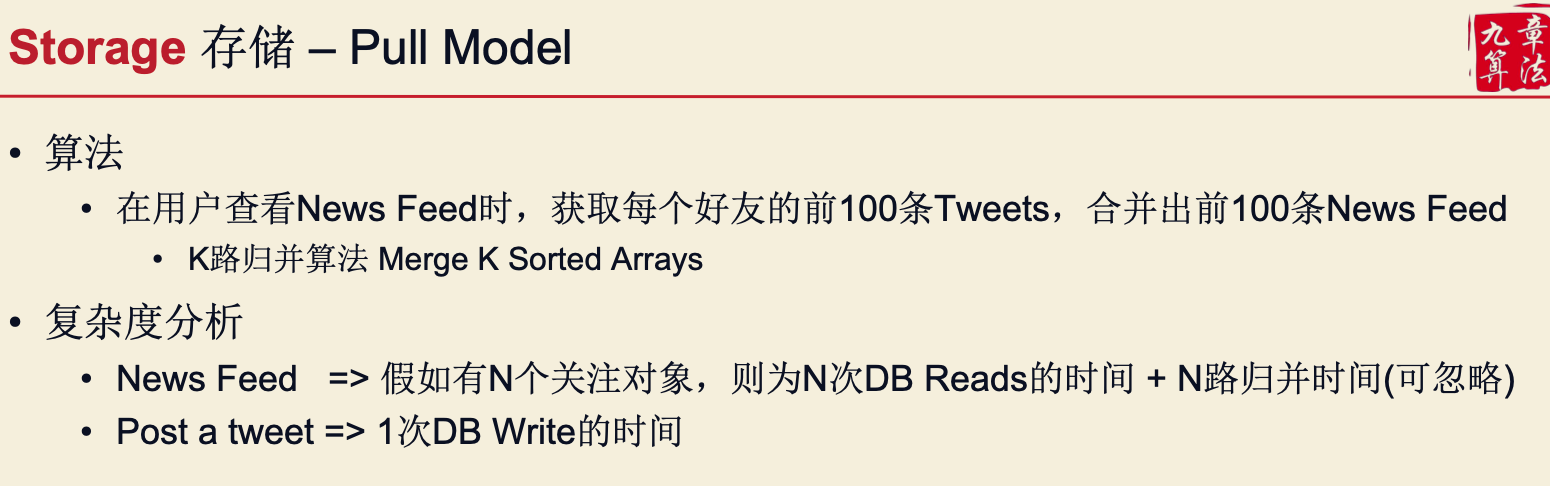 Storage 存储 – Pull Model
九章算法
• 算法
• 在用户查看News Feed时，获取每个好友的前100条Tweets，合并出前100条News Feed
• K路归并算法 Merge K Sorted Arrays
• 复杂度分析
• News Feed => 假如有N个关注对象，则为N次DB Reads的时间 + N路归并时间(可忽略)
• Post a tweet => 1次DB Write的时间